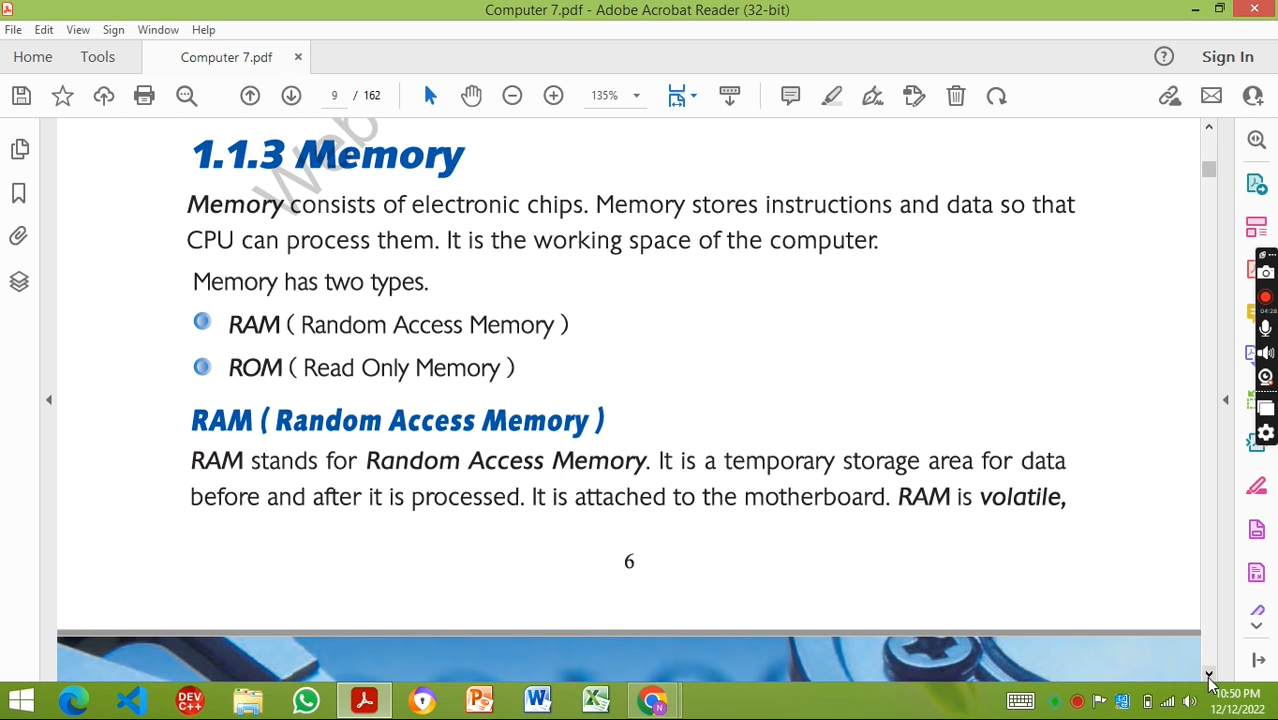 Computer 7.pdf - Adobe Acrobat Reader (32-bit)
File Edit View Sign Window Help
Home Tools Computer 7.pdf × Sign In
9 / 162 135%
Web
1.1.3 Memory
Memory consists of electronic chips. Memory stores instructions and data so that
CPU can process them. It is the working space of the computer.
Memory has two types.
RAM ( Random Access Memory )
ROM ( Read Only Memory )
RAM ( Random Access Memory )
RAM stands for Random Access Memory. It is a temporary storage area for data
before and after it is processed. It is attached to the motherboard. RAM is volatile,
6
04:28
DEV
C++
N
10:50 PM
12/12/2022